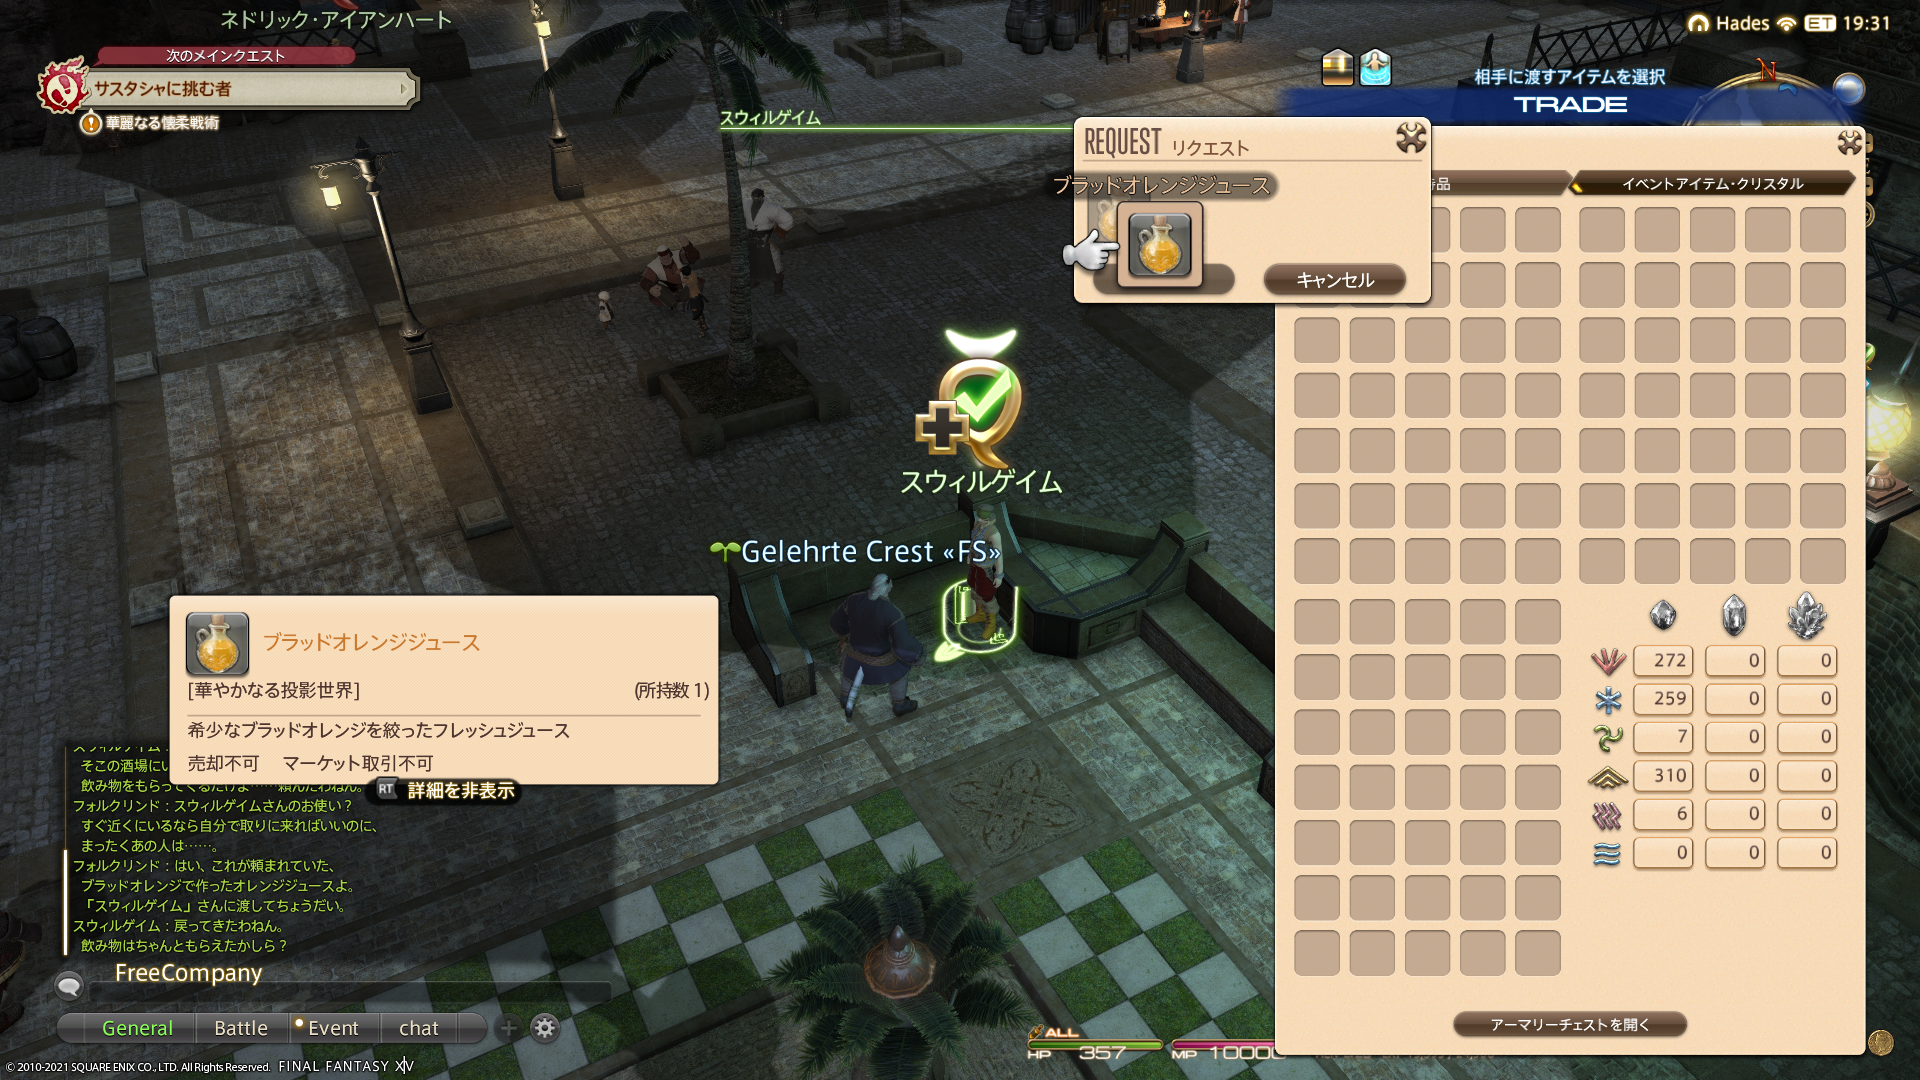 ネドリック・アイアンハート
次のメインクエスト
サスタシャに挑む者
華麗なる懐柔戦術
Hades ET 19:31
相手に渡すアイテムを選択
TRADE
N
スウィルゲイム
REQUEST リクエスト
ブラッドオレンジジュース
キャンセル
イベントアイテム・クリスタル
スウィルゲイム
Gelehrte Crest «FS»
ブラッドオレンジジュース
[華やかなる投影世界] (所持数 1)
希少なブラッドオレンジを絞ったフレッシュジュース
売却不可 マーケット取引不可
RT 詳細を非表示
272 0 0
259 0 0
7 0 0
310 0 0
6 0 0
0 0 0
アーマリーチェストを開く
スウィルゲイム：
そこの酒場に
飲み物をもらってくるだけよ……頼んだわねん。
フォルクリンド：スウィルゲイムさんのお使い？
すぐ近くにいるなら自分で取りに来ればいいのに、
まったくあの人は……。
フォルクリンド：はい、これが頼まれていた、
ブラッドオレンジで作ったオレンジジュースよ。
「スウィルゲイム」さんに渡してちょうだい。
スウィルゲイム：戻ってきたわねん。
飲み物はちゃんともらえたかしら？
FreeCompany
General Battle Event chat
ALL
HP 357 MP 10000
© 2010-2021 SQUARE ENIX CO., LTD. All Rights Reserved. FINAL FANTASY XIV